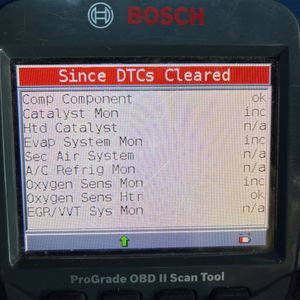 BOSCH
Since DTCs Cleared
Comp Component ok
Catalyst Mon inc
Htd Catalyst n/a
Evap System Mon inc
Sec Air System n/a
A/C Refrig Mon n/a
Oxygen Sens Mon inc
Oxygen Sens Htr ok
EGR/VVT Sys Mon n/a
ProGrade OBD II Scan Tool